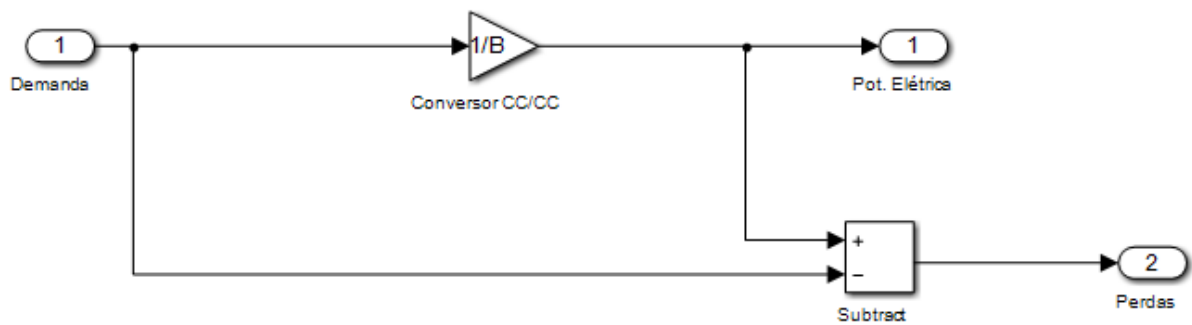 1
Demanda
1/B
Conversor CC/CC
1
Pot. Elétrica
+
−
Subtract
2
Perdas